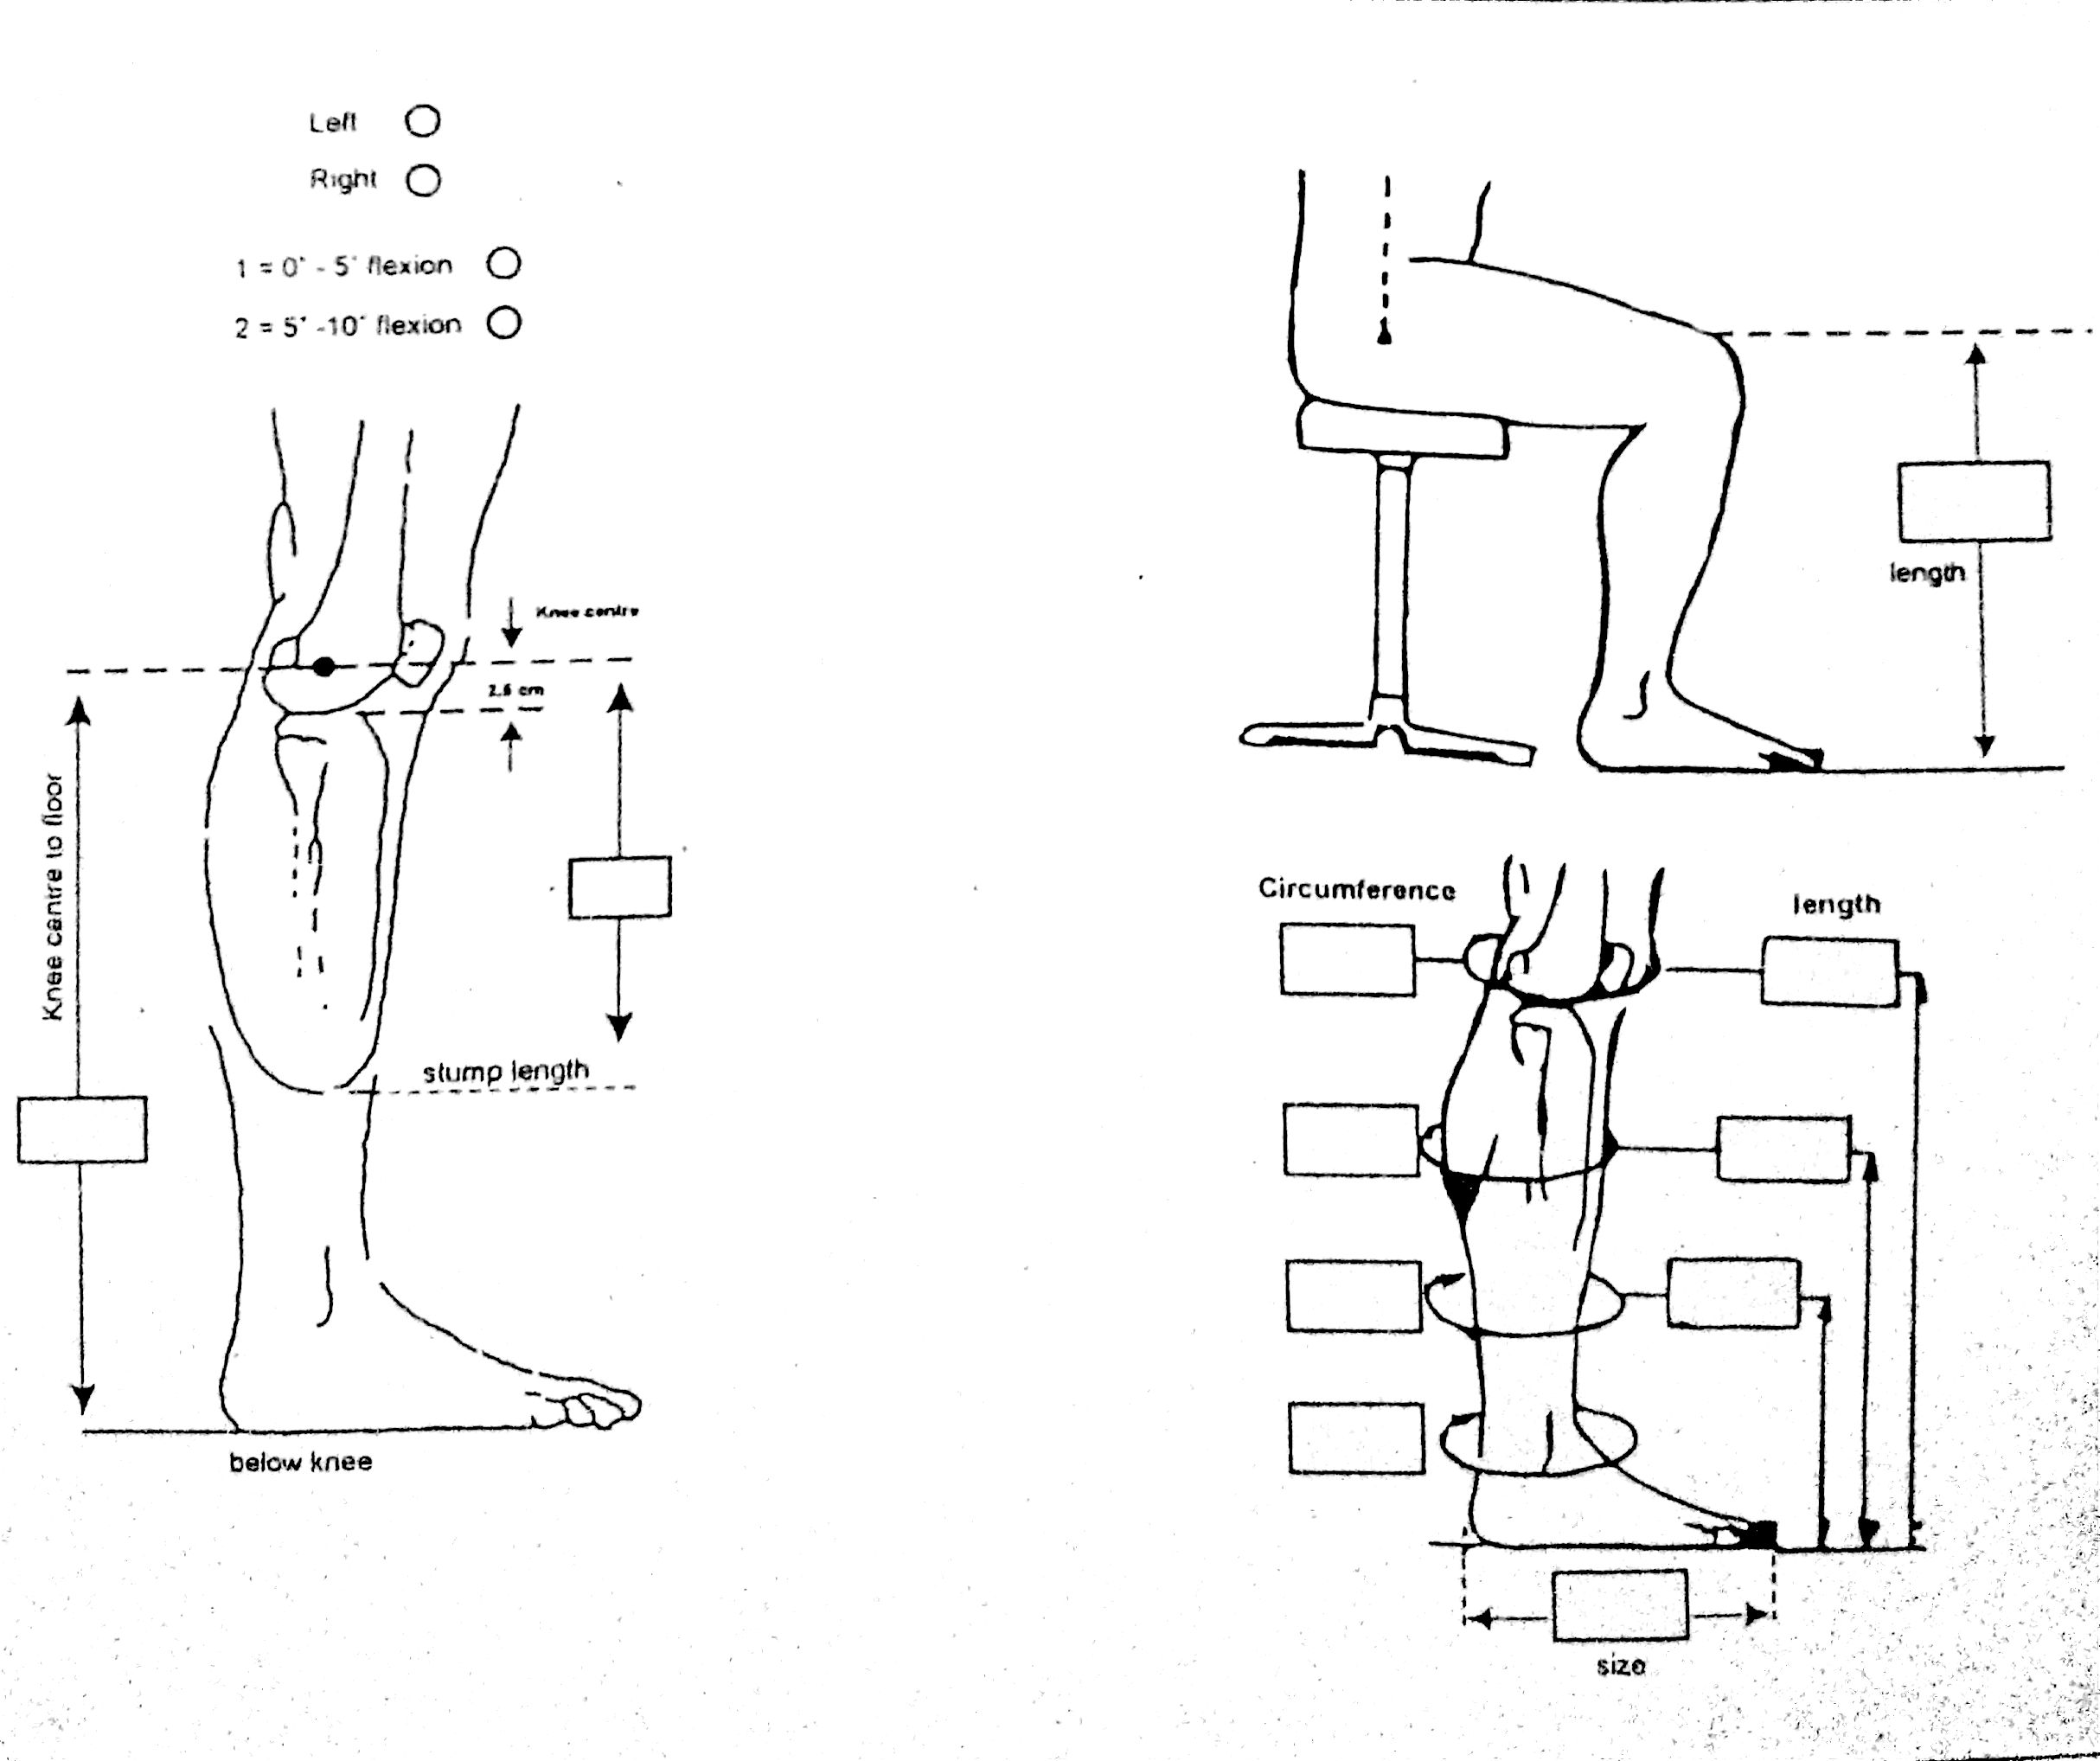 Left
Right
1 = 0° - 5° flexion
2 = 5° -10° flexion
Knee centre
2.5 cm
Knee centre to floor
stump length
below knee
length
Circumference
length
size